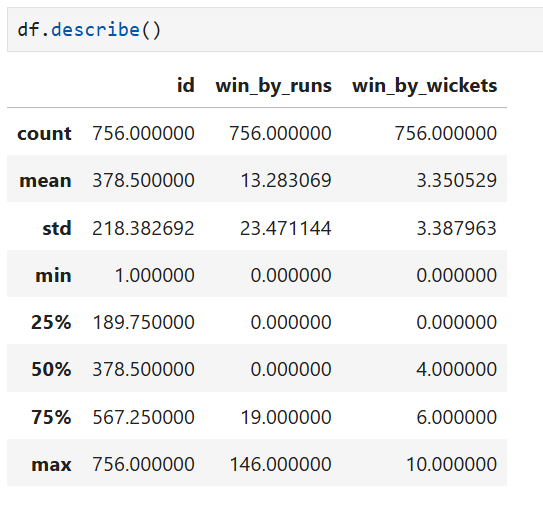 df.describe()
id win_by_runs win_by_wickets
count 756.000000 756.000000 756.000000
mean 378.500000 13.283069 3.350529
std 218.382692 23.471144 3.387963
min 1.000000 0.000000 0.000000
25% 189.750000 0.000000 0.000000
50% 378.500000 0.000000 4.000000
75% 567.250000 19.000000 6.000000
max 756.000000 146.000000 10.000000